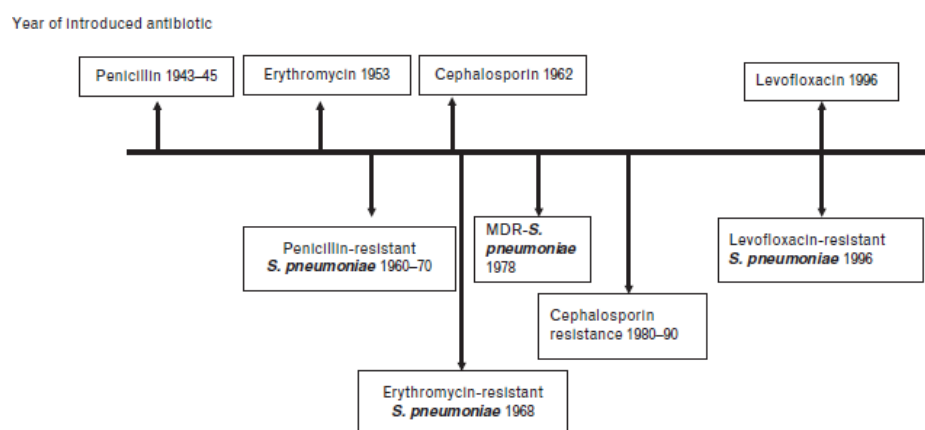 Year of introduced antibiotic
Penicillin 1943–45
Erythromycin 1953
Cephalosporin 1962
Levofloxacin 1996
Penicillin-resistant
S. pneumoniae 1960–70
MDR-S.
pneumoniae
1978
Levofloxacin-resistant
S. pneumoniae 1996
Cephalosporin
resistance 1980–90
Erythromycin-resistant
S. pneumoniae 1968